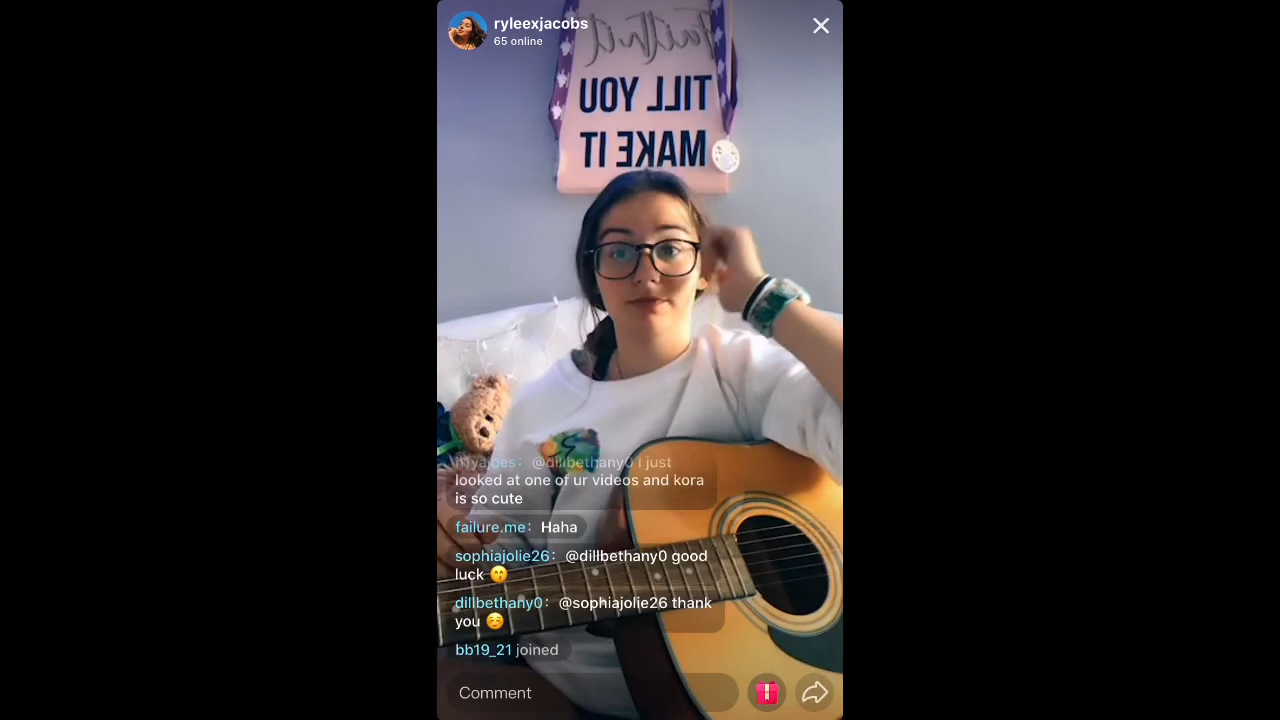 ryleexjacobs
65 online
TILL YOU
MAKE IT
@dillbethany0 I just
looked at one of ur videos and kora
is so cute
failure.me: Haha
sophiajolie26: @dillbethany0 good
luck 😙
dillbethany0: @sophiajolie26 thank
you ☺️
bb19_21 joined
Comment